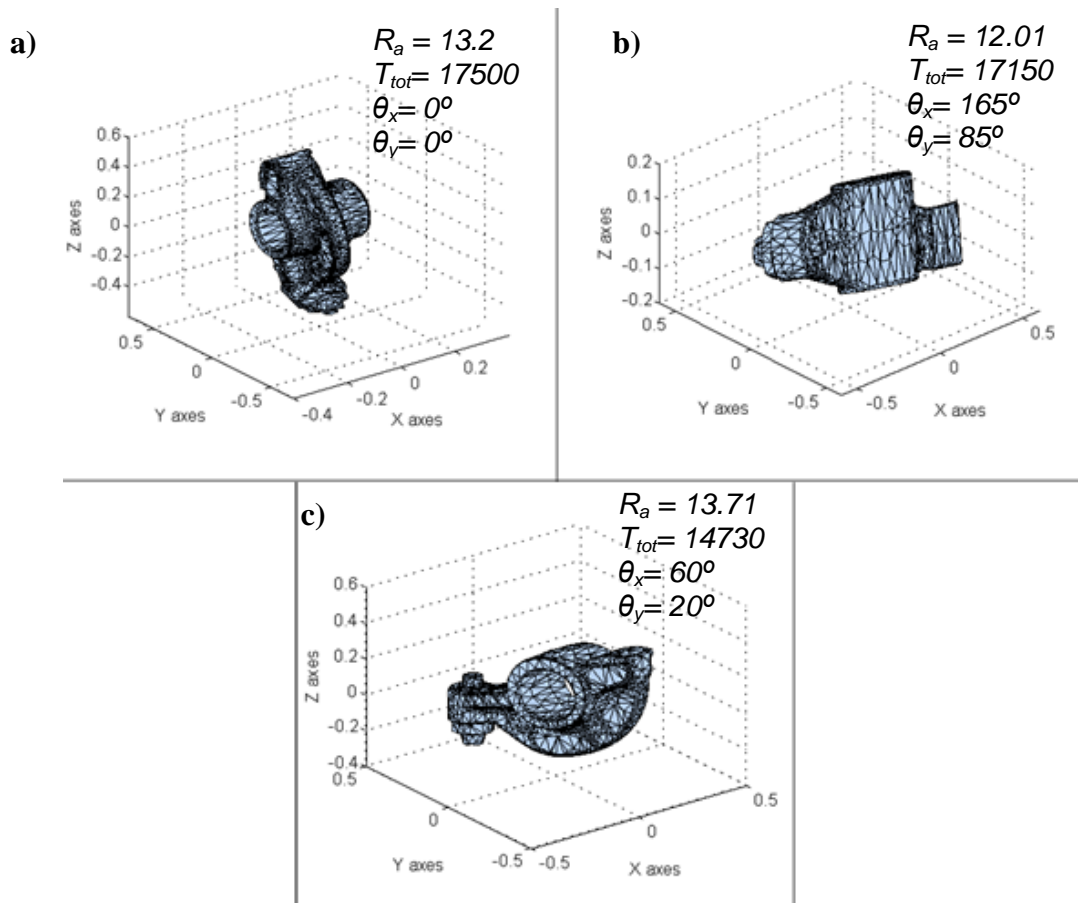 a)
R_a = 13.2
T_tot= 17500
θ_x= 0º
θ_y= 0º
0.6
0.4
0.2
0
-0.2
-0.4
Z axes
0.5
0
-0.5
Y axes
-0.4
-0.2
0
0.2
X axes
b)
R_a = 12.01
T_tot= 17150
θ_x= 165º
θ_y= 85º
0.2
0.1
0
-0.1
-0.2
Z axes
0.5
0
-0.5
Y axes
-0.5
0
0.5
X axes
c)
R_a = 13.71
T_tot= 14730
θ_x= 60º
θ_y= 20º
0.6
0.4
0.2
0
-0.2
-0.4
Z axes
0.5
0
-0.5
Y axes
-0.5
0
0.5
X axes